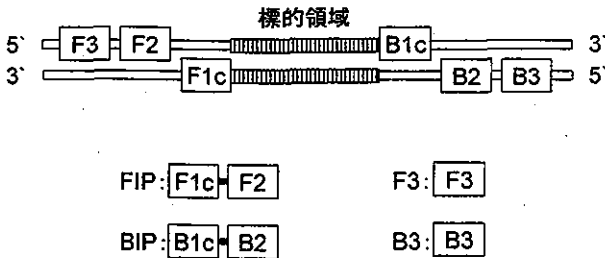 標的領域
5` F3 F2 B1c 3`
3` F1c B2 B3 5`
FIP: F1c F2 F3: F3
BIP: B1c B2 B3: B3